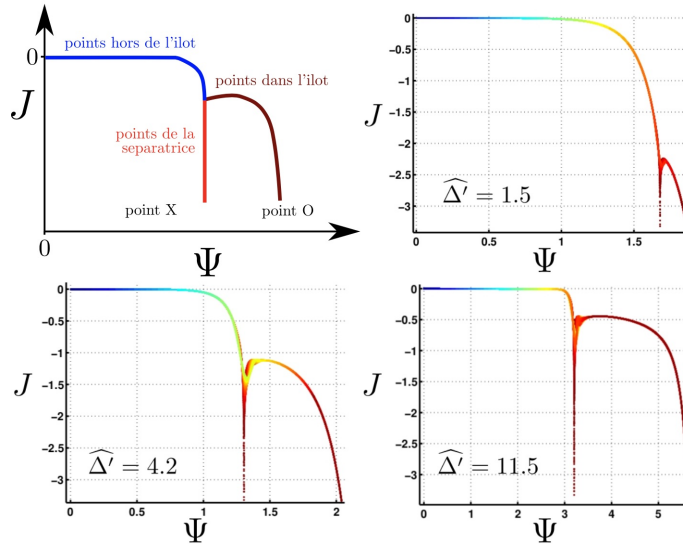 0
points hors de l'ilot
points dans l'ilot
J
points de la
separatrice
point X
point O
0
Ψ
0
-0.5
-1
-1.5
-2
-2.5
-3
J
Δ̂′ = 1.5
0
0.5
1
1.5
Ψ
0
-0.5
-1
-1.5
-2
-2.5
-3
J
Δ̂′ = 4.2
0
0.5
1
1.5
2
Ψ
0
-0.5
-1
-1.5
-2
-2.5
-3
J
Δ̂′ = 11.5
0
1
2
3
4
5
Ψ